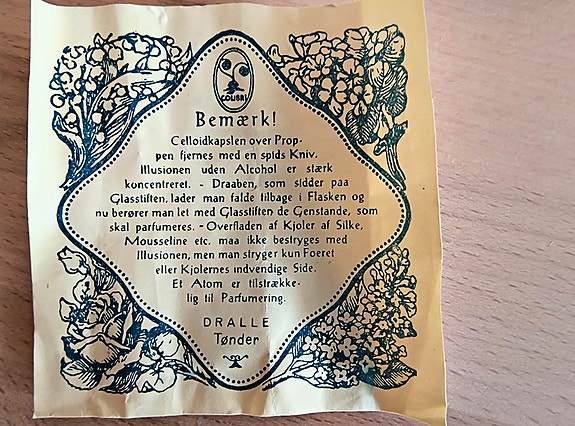 COLIBRI
Bemærk!
Celloidkapslen over Prop-
pen fjernes med en spids Kniv.
Illusionen uden Alcohol er stærk
koncentreret. - Draaben, som sidder paa
Glasstiften, lader man falde tilbage i Flasken og
nu berører man let med Glasstiften de Genstande, som
skal parfumeres. - Overfladen af Kjoler af Silke,
Mousseline etc. maa ikke bestryges med
Illusionen, men man stryger kun Foeret
eller Kjolernes indvendige Side.
Et Atom er tilstrække-
lig til Parfumering.
DRALLE
Tønder